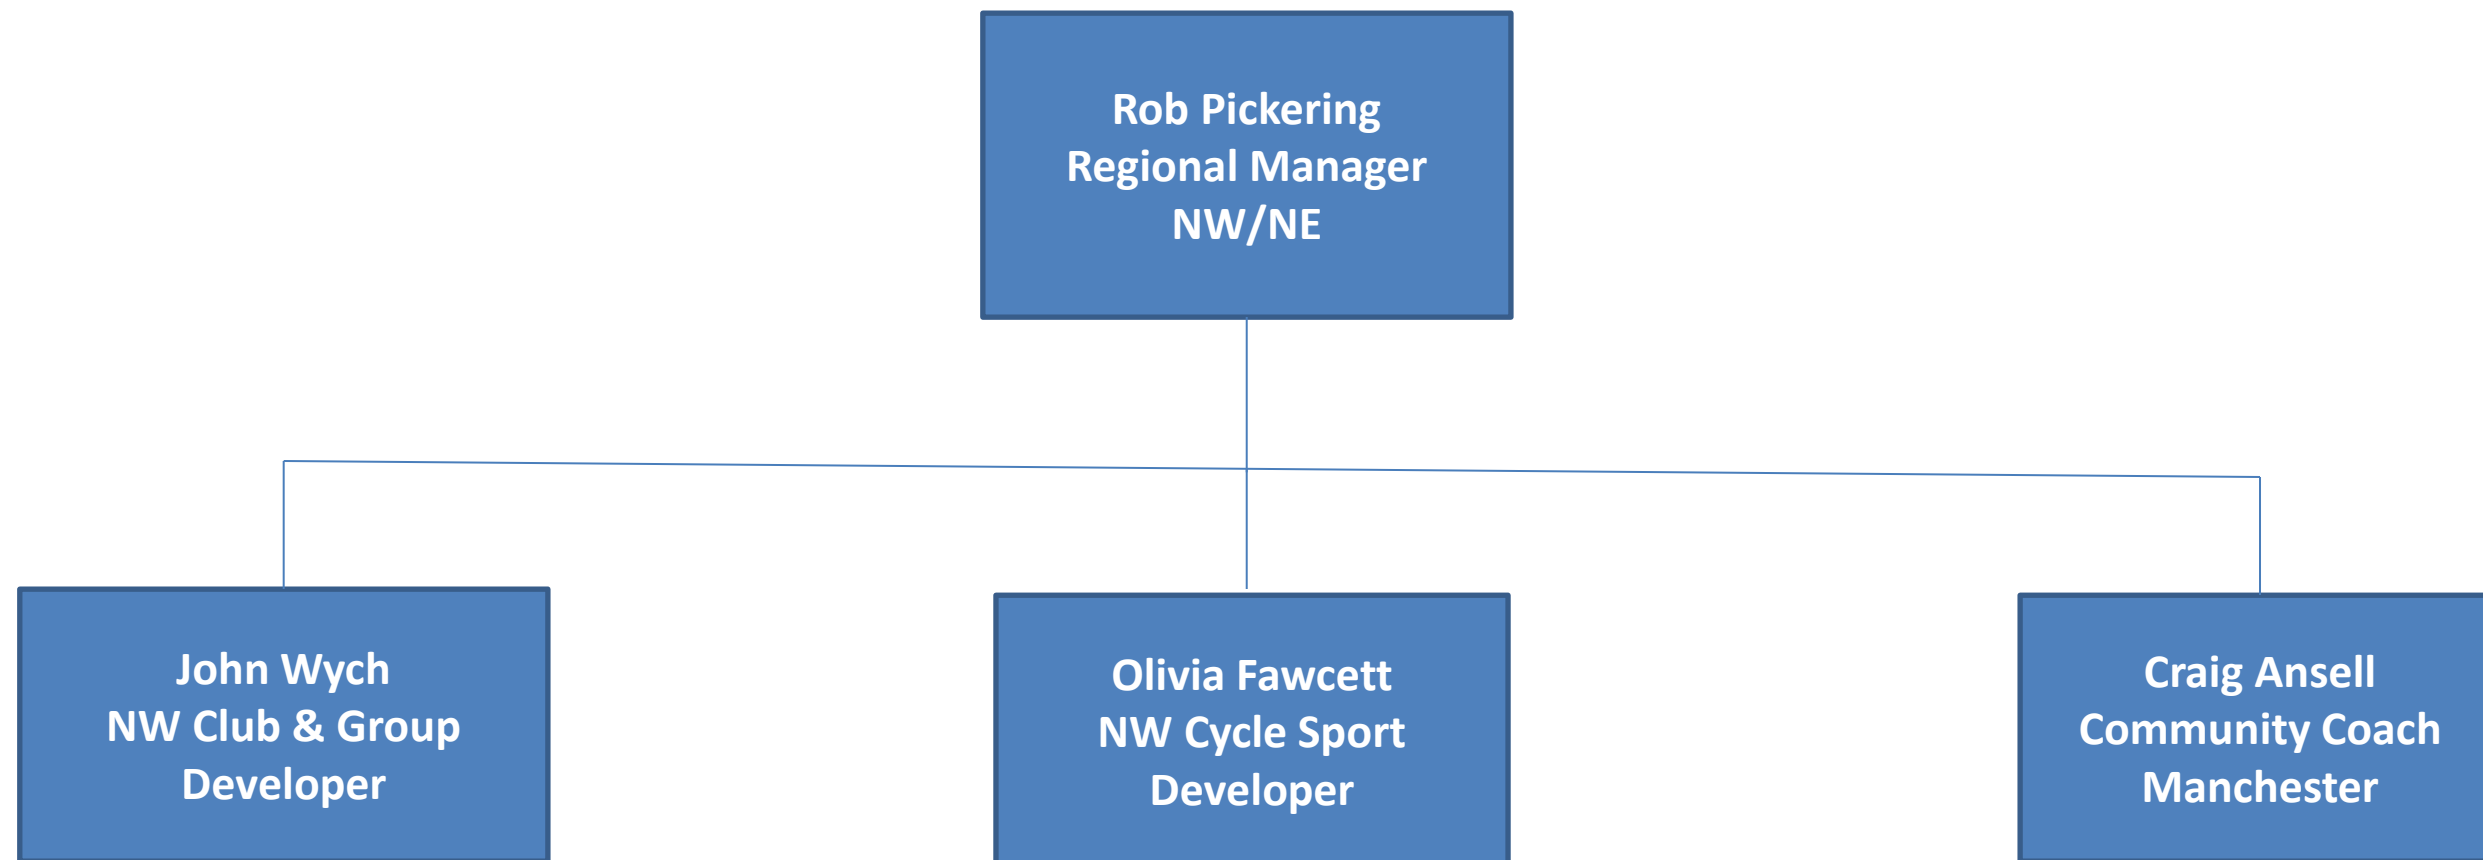 Rob Pickering
Regional Manager
NW/NE
John Wych
NW Club & Group
Developer
Olivia Fawcett
NW Cycle Sport
Developer
Craig Ansell
Community Coach
Manchester